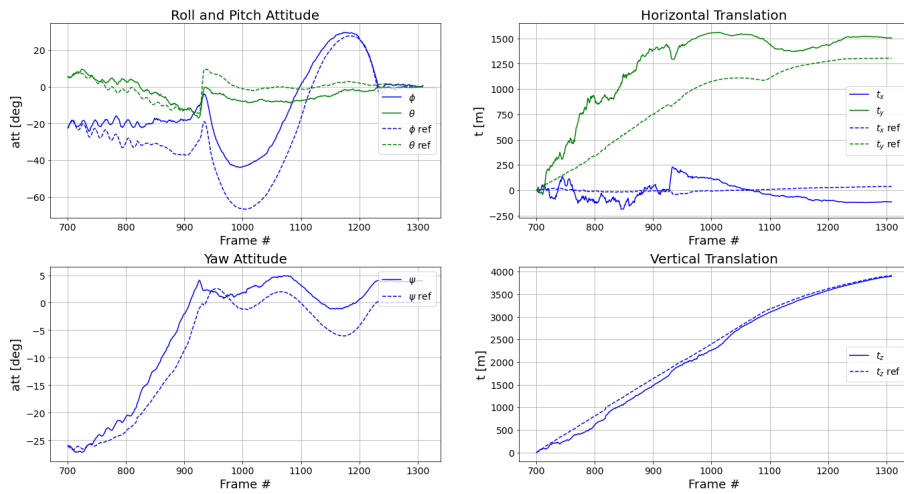 Roll and Pitch Attitude
att [deg]
20
0
−20
−40
−60
ϕ
θ
ϕ ref
θ ref
700 800 900 1000 1100 1200 1300
Frame #
Horizontal Translation
t [m]
1500
1250
1000
750
500
250
0
−250
tₓ
t_y
tₓ ref
t_y ref
700 800 900 1000 1100 1200 1300
Frame #
Yaw Attitude
att [deg]
5
0
−5
−10
−15
−20
−25
ψ
ψ ref
700 800 900 1000 1100 1200 1300
Frame #
Vertical Translation
t [m]
4000
3500
3000
2500
2000
1500
1000
500
0
t_z
t_z ref
700 800 900 1000 1100 1200 1300
Frame #